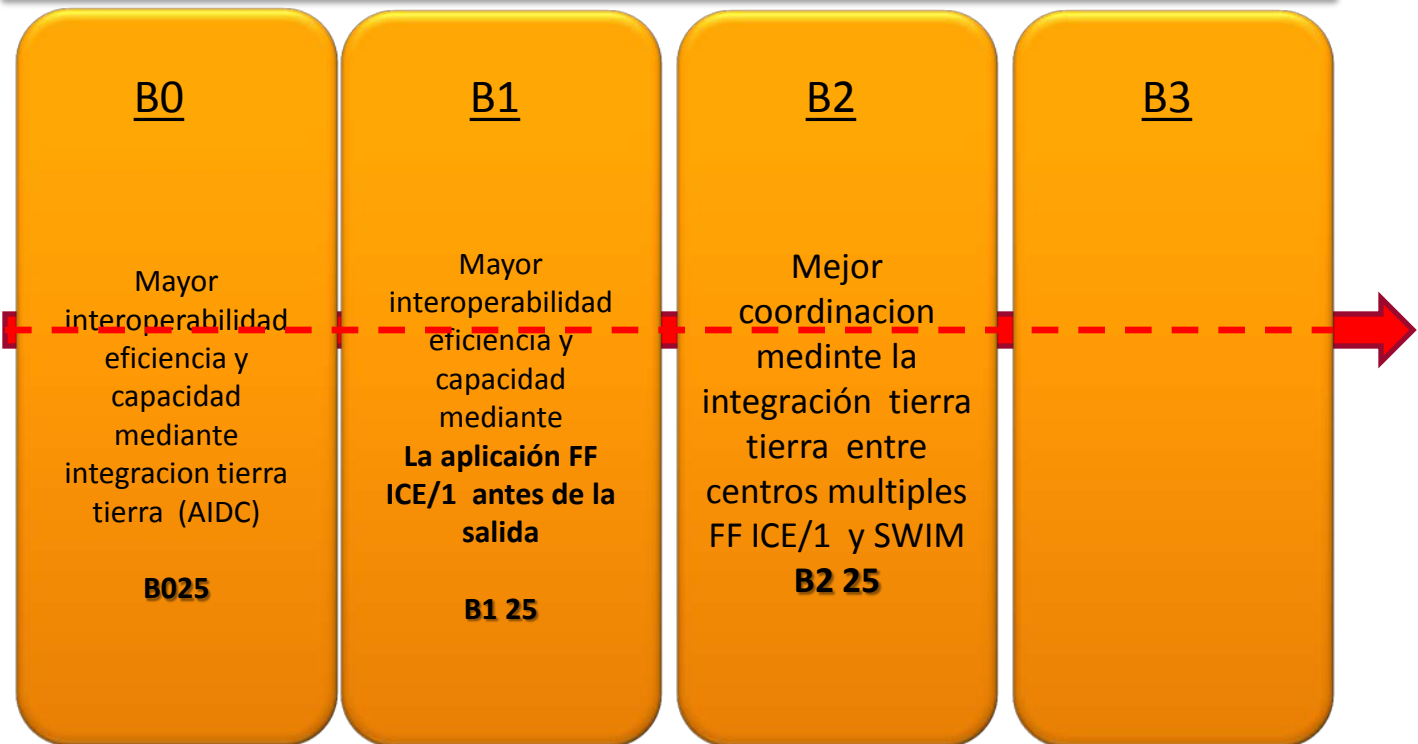 B0
Mayor
interoperabilidad
eficiencia y
capacidad
mediante
integracion tierra
tierra (AIDC)
B025
B1
Mayor
interoperabilidad
eficiencia y
capacidad
mediante
La aplicaión FF
ICE/1 antes de la
salida
B1 25
B2
Mejor
coordinacion
medinte la
integración tierra
tierra entre
centros multiples
FF ICE/1 y SWIM
B2 25
B3